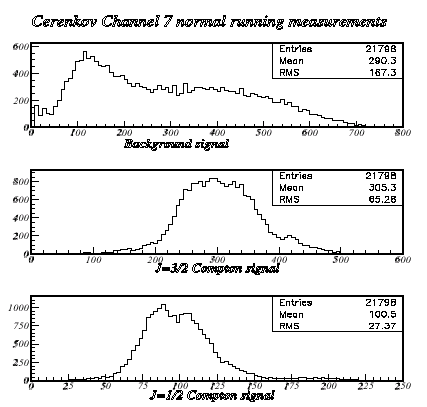 Cerenkov Channel 7 normal running measurements
Entries 21798
Mean 290.3
RMS 167.3
600
400
200
0
0 100 200 300 400 500 600 700 800
Background signal
Entries 21798
Mean 305.3
RMS 65.28
800
600
400
200
0
0 100 200 300 400 500 600
J=3/2 Compton signal
Entries 21798
Mean 100.5
RMS 27.37
1000
750
500
250
0
0 25 50 75 100 125 150 175 200 225 250
J=1/2 Compton signal